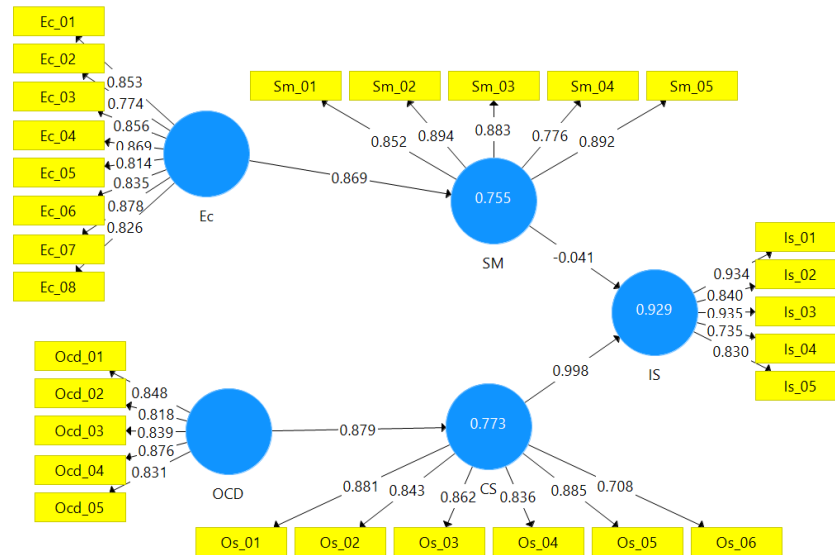 Ec_01
Ec_02
Ec_03
Ec_04
Ec_05
Ec_06
Ec_07
Ec_08
0.853
0.774
0.856
0.869
0.814
0.835
0.878
0.826
Ec
0.869
Sm_01
Sm_02
Sm_03
Sm_04
Sm_05
0.852
0.894
0.883
0.776
0.892
0.755
SM
-0.041
Is_01
Is_02
Is_03
Is_04
Is_05
0.934
0.840
0.935
0.735
0.830
0.929
IS
0.998
Ocd_01
Ocd_02
Ocd_03
Ocd_04
Ocd_05
0.848
0.818
0.839
0.876
0.831
OCD
0.879
0.773
CS
0.881
0.843
0.862
0.836
0.885
0.708
Os_01
Os_02
Os_03
Os_04
Os_05
Os_06